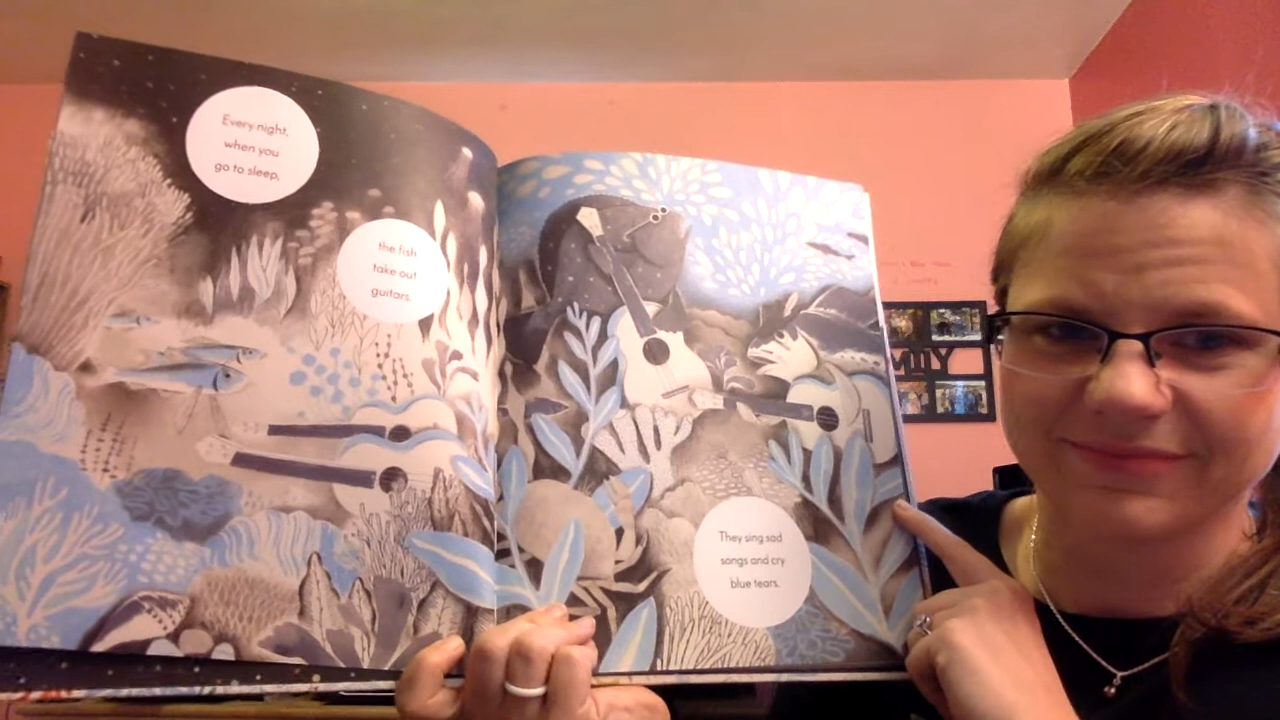 Every night,
when you
go to sleep,
the fish
take out
guitars.
They sing sad
songs and cry
blue tears.